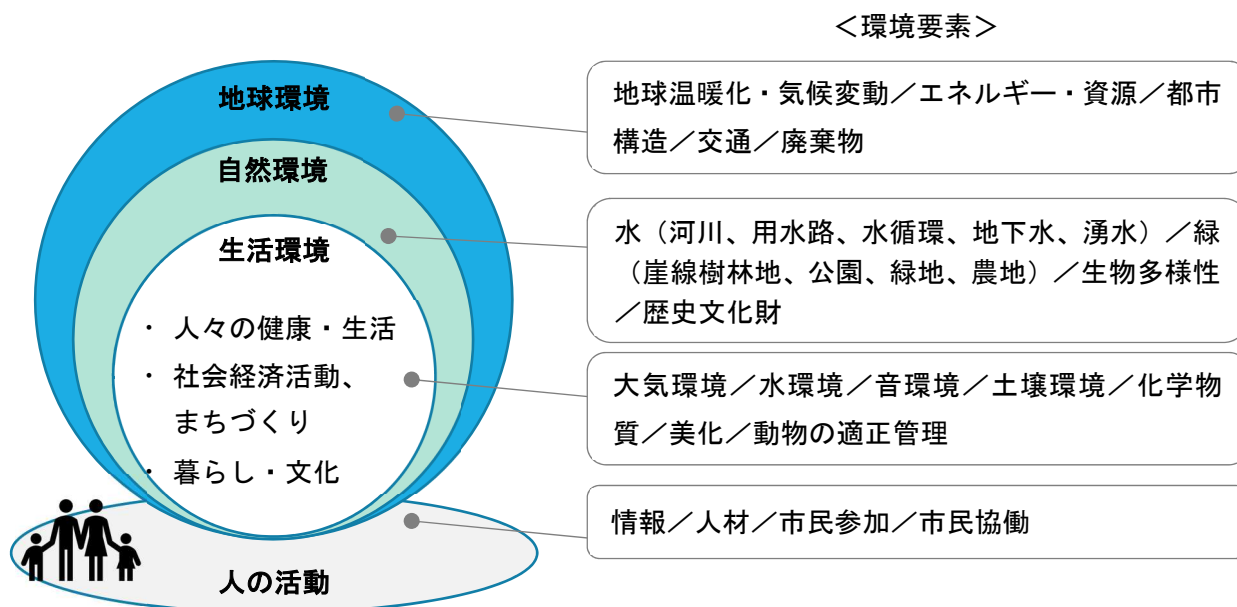 ＜環境要素＞
地球環境
地球温暖化・気候変動／エネルギー・資源／都市
構造／交通／廃棄物
自然環境
水（河川、用水路、水循環、地下水、湧水）／緑
（崖線樹林地、公園、緑地、農地）／生物多様性
／歴史文化財
生活環境
・ 人々の健康・生活
・ 社会経済活動、
まちづくり
・ 暮らし・文化
大気環境／水環境／音環境／土壌環境／化学物
質／美化／動物の適正管理
人の活動
情報／人材／市民参加／市民協働